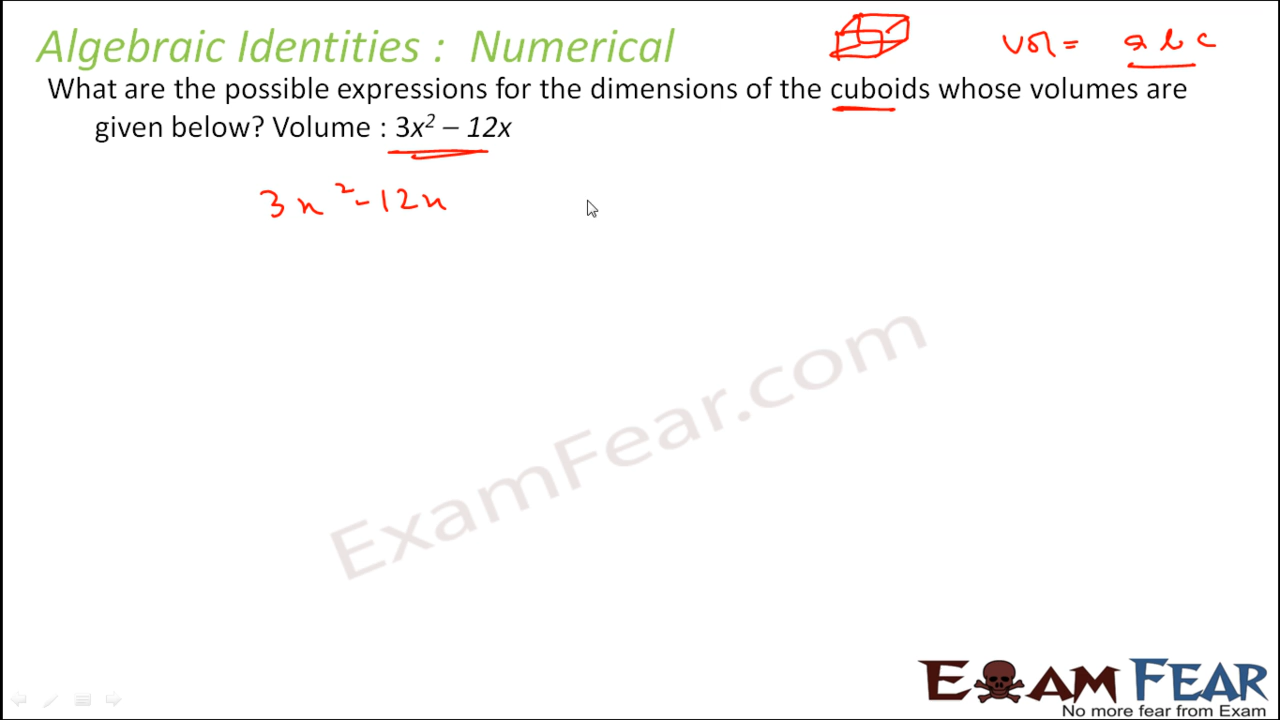 Algebraic Identities : Numerical
vol = a b c
What are the possible expressions for the dimensions of the cuboids whose volumes are
given below? Volume : 3x² – 12x
3x² - 12x
ExamFear.com
EXAM FEAR
No more fear from Exam